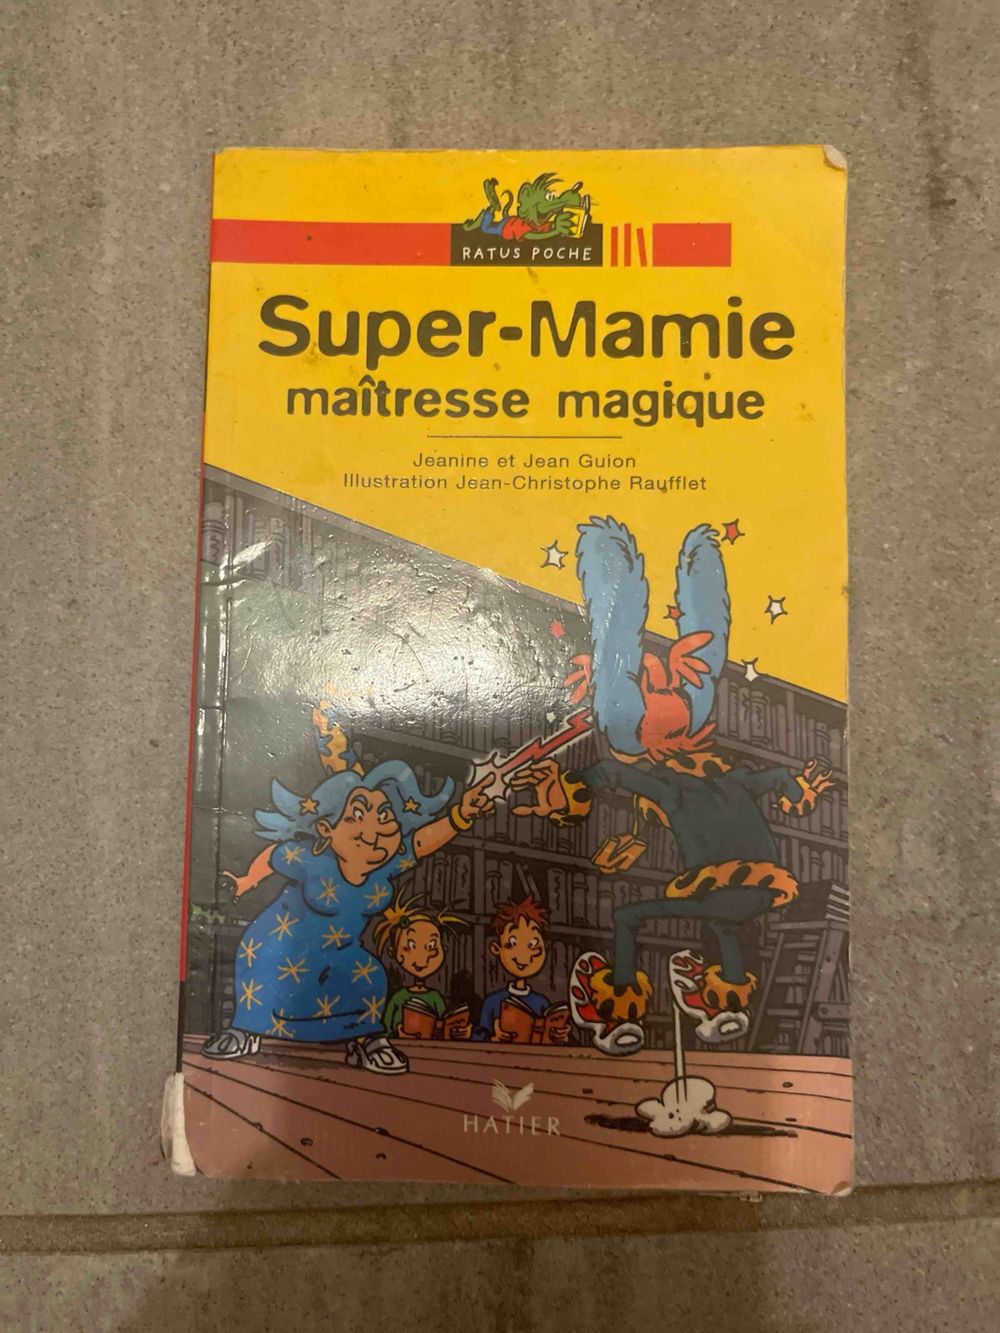 RATUS POCHE
Super-Mamie
maîtresse magique
Jeanine et Jean Guion
Illustration Jean-Christophe Raufflet
HATIER